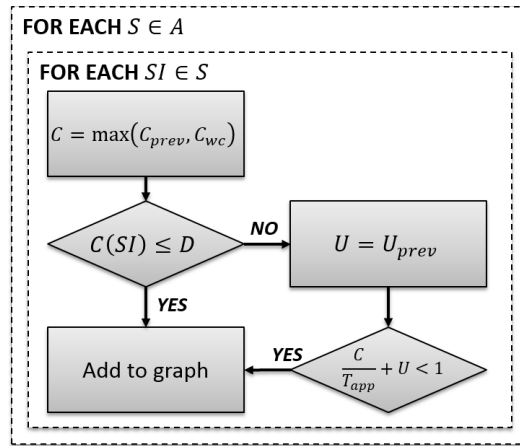 FOR EACH S ∈ A
FOR EACH SI ∈ S
C = max(C_prev, C_wc)
C(SI) ≤ D
NO
U = U_prev
YES
Add to graph
YES
C/T_app + U < 1